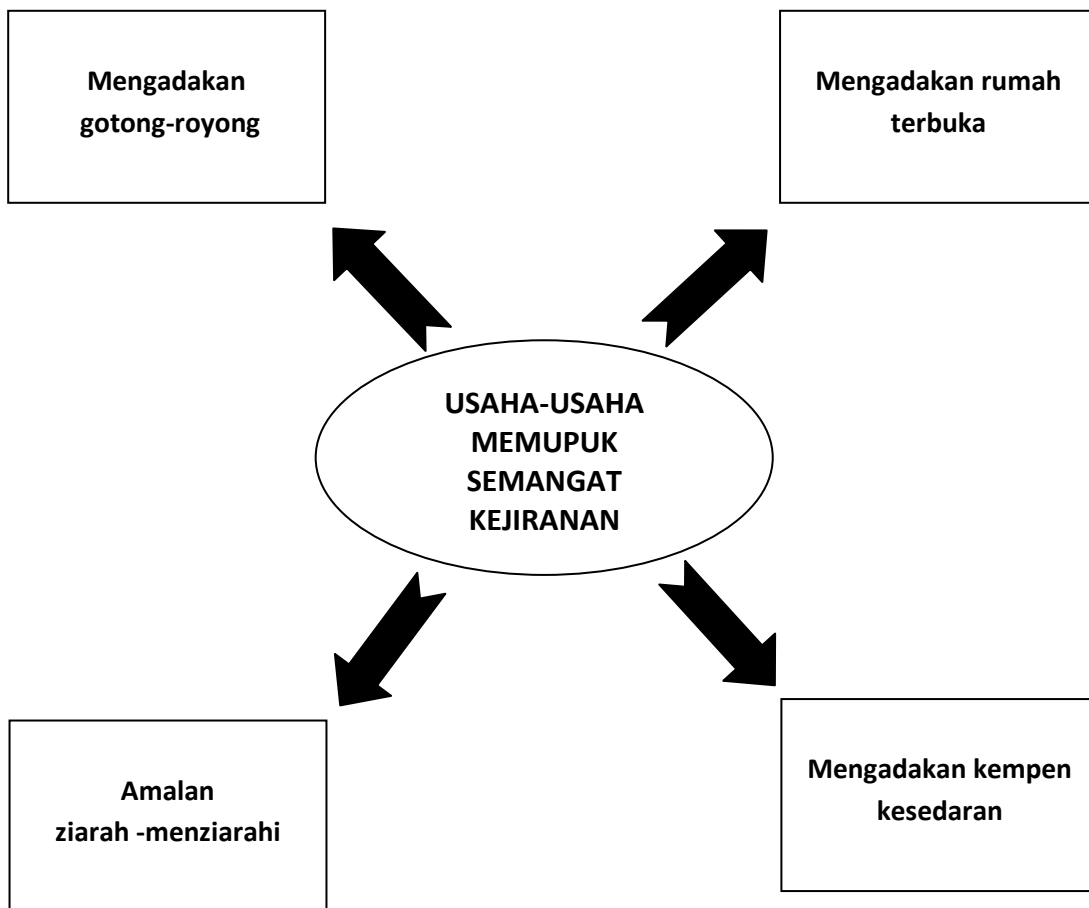 Mengadakan
gotong-royong
Mengadakan rumah
terbuka
USAHA-USAHA
MEMUPUK
SEMANGAT
KEJIRANAN
Amalan
ziarah -menziarahi
Mengadakan kempen
kesedaran